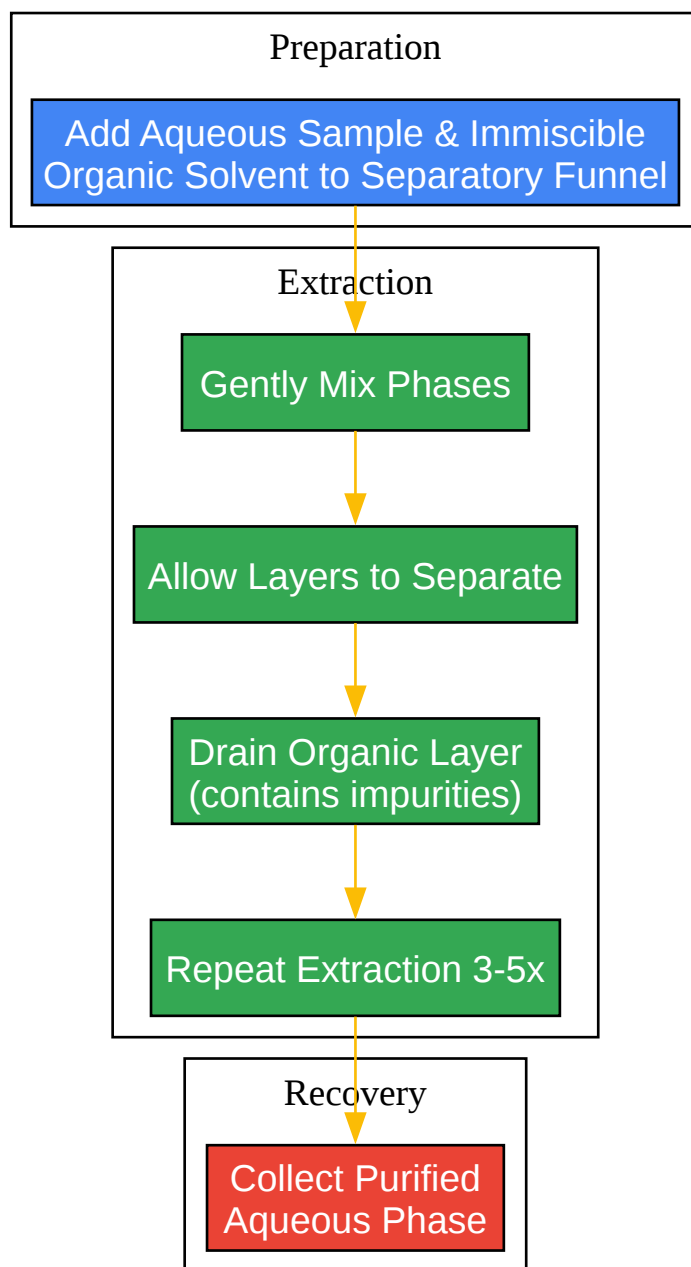 Preparation
Add Aqueous Sample & Immiscible
Organic Solvent to Separatory Funnel
Extraction
Gently Mix Phases
Allow Layers to Separate
Drain Organic Layer
(contains impurities)
Repeat Extraction 3-5x
Recovery
Collect Purified
Aqueous Phase